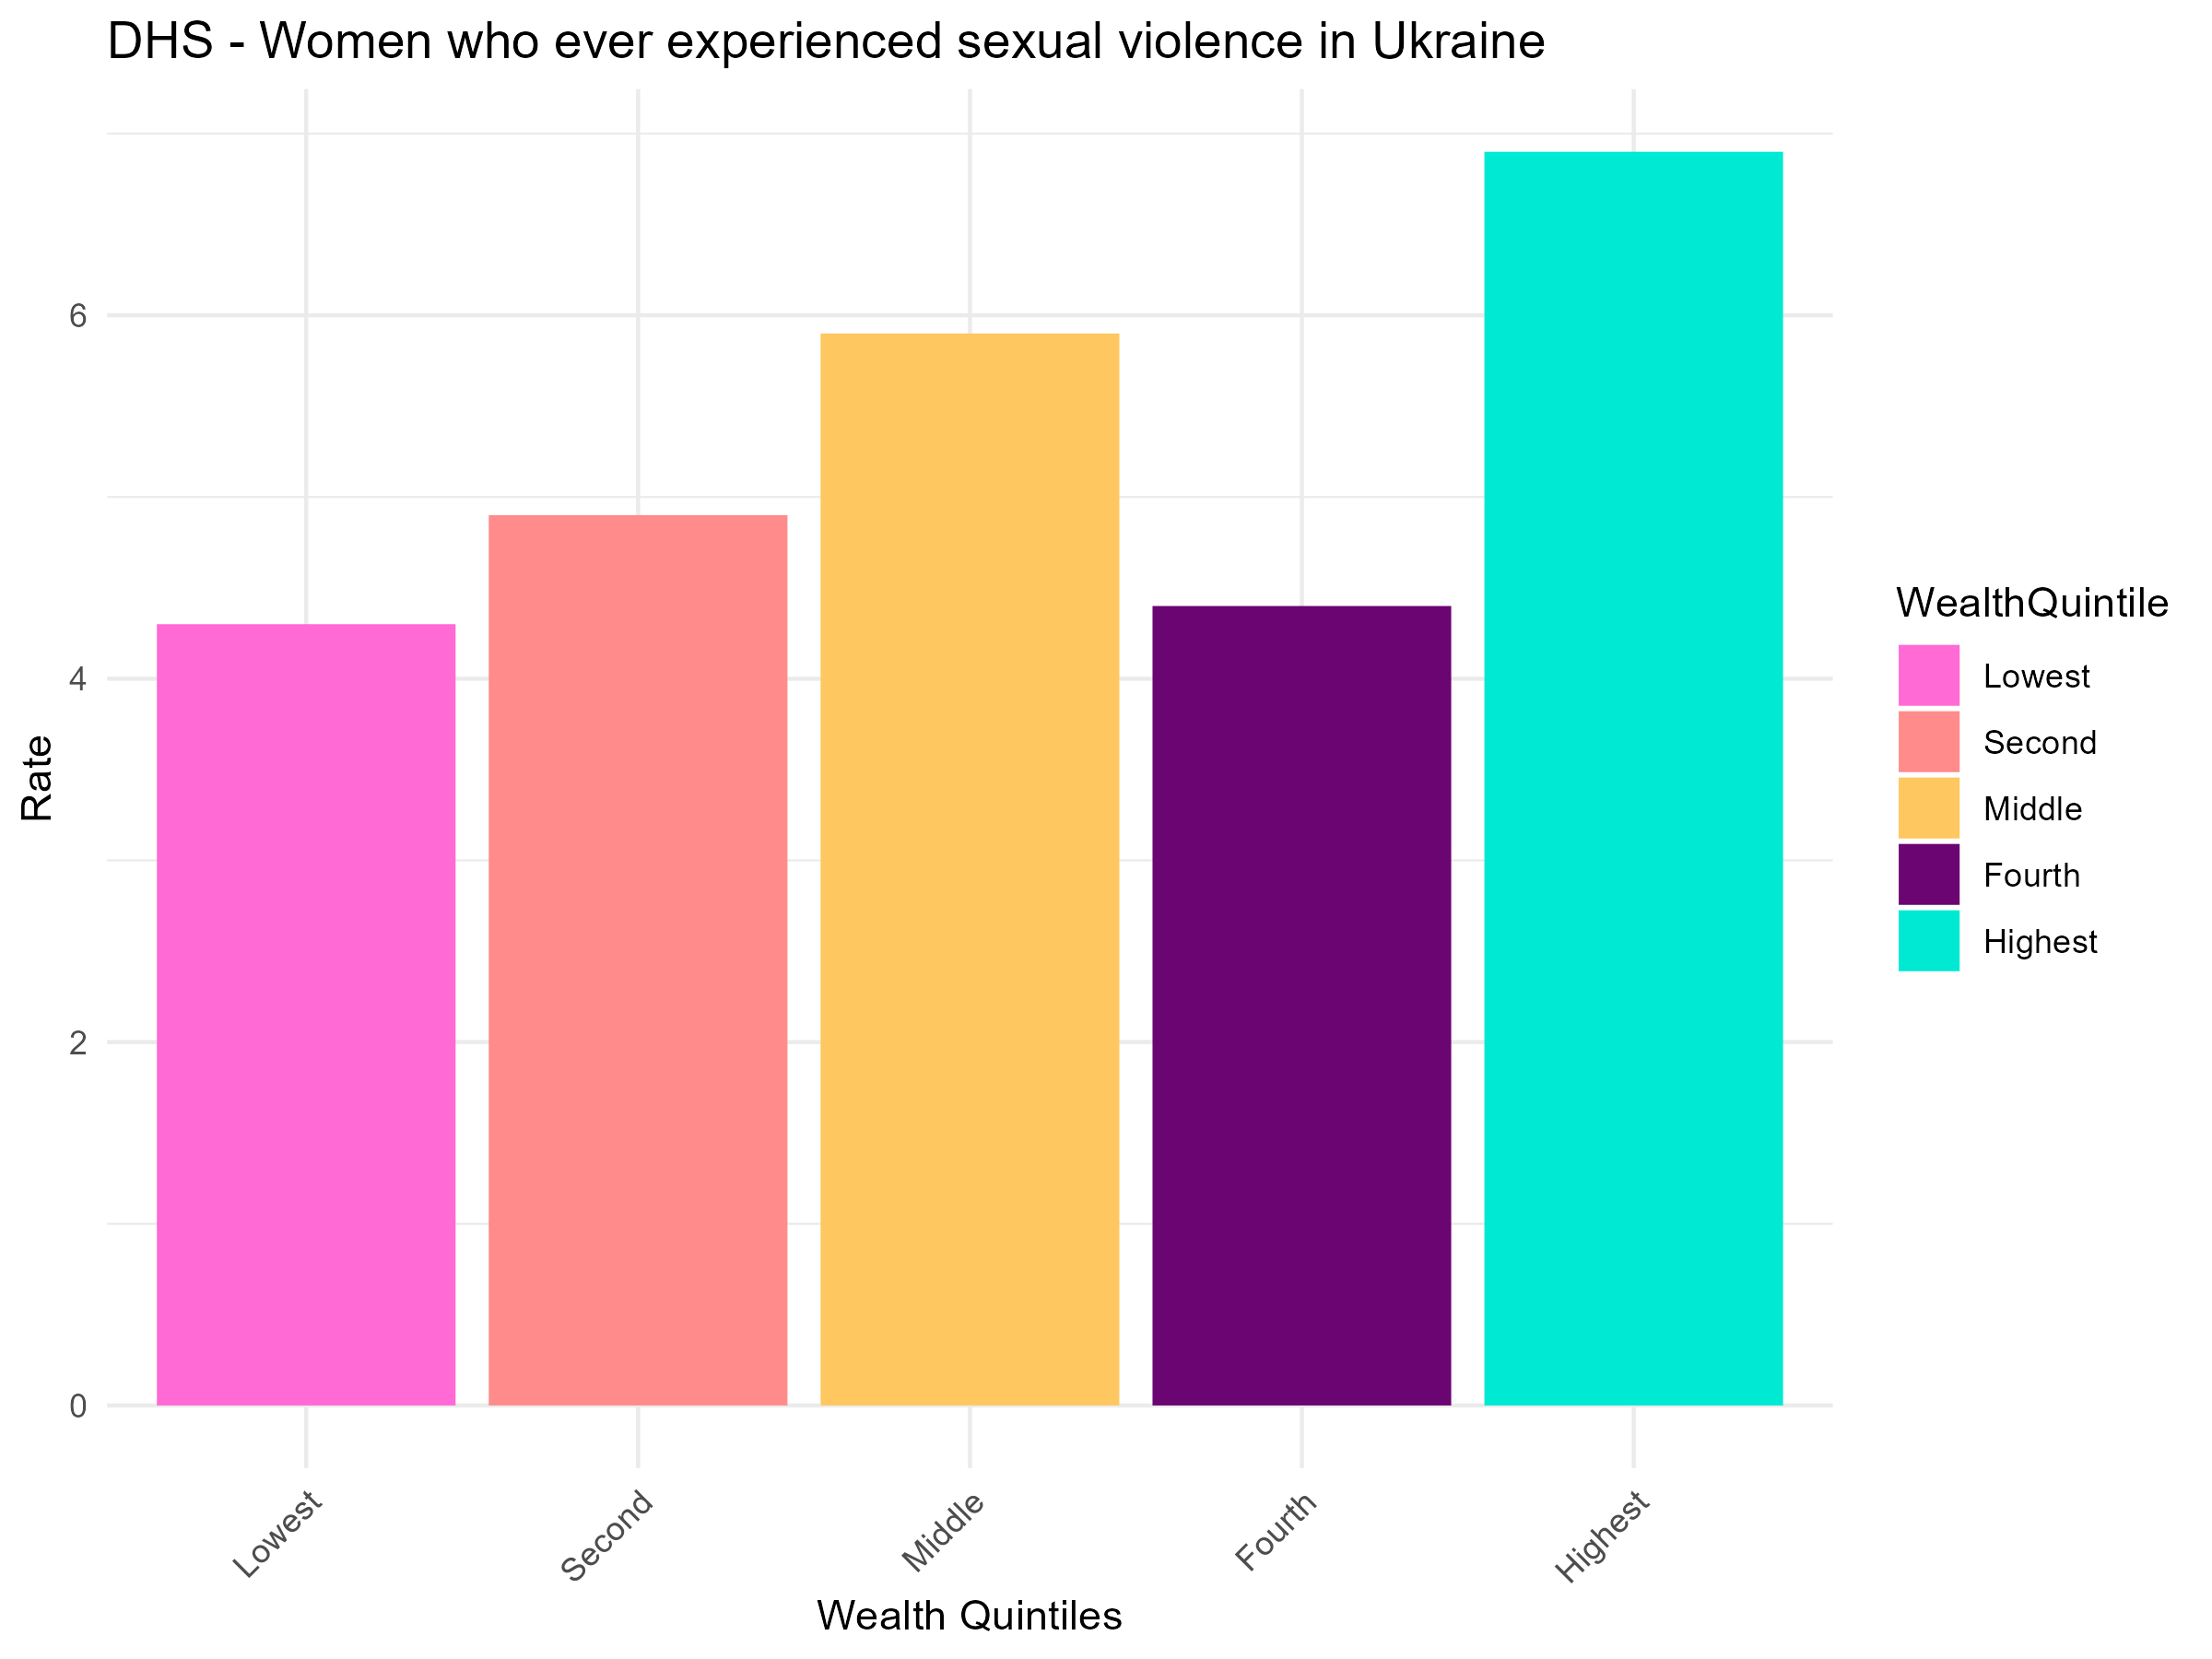 DHS - Women who ever experienced sexual violence in Ukraine
6
4
2
0
Rate
Lowest
Second
Middle
Fourth
Highest
Wealth Quintiles
WealthQuintile
Lowest
Second
Middle
Fourth
Highest